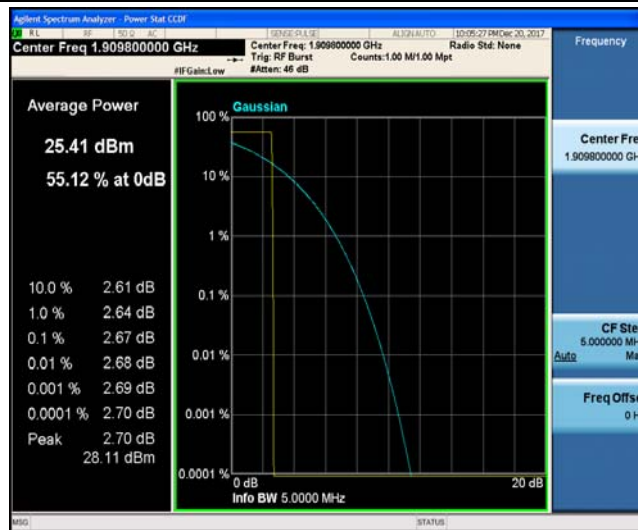 Agilent Spectrum Analyzer - Power Stat CCDF
RL RF 50 Ω AC SENSE:PULSE ALIGN AUTO 10:05:27 PM Dec 20, 2017
Center Freq 1.909800000 GHz
Center Freq: 1.909800000 GHz Radio Std: None
Trig: RF Burst Counts:1.00 M/1.00 Mpt
#IFGain:Low #Atten: 46 dB
Frequency
Average Power
25.41 dBm
55.12 % at 0dB
10.0 % 2.61 dB
1.0 % 2.64 dB
0.1 % 2.67 dB
0.01 % 2.68 dB
0.001 % 2.69 dB
0.0001 % 2.70 dB
Peak 2.70 dB
28.11 dBm
Gaussian
100 %
10 %
1 %
0.1 %
0.01 %
0.001 %
0.0001 %
0 dB 20 dB
Info BW 5.0000 MHz
Center Fre
1.909800000 GH
CF Ste
5.000000 MH
Auto Ma
Freq Offse
0 H
MSG STATUS